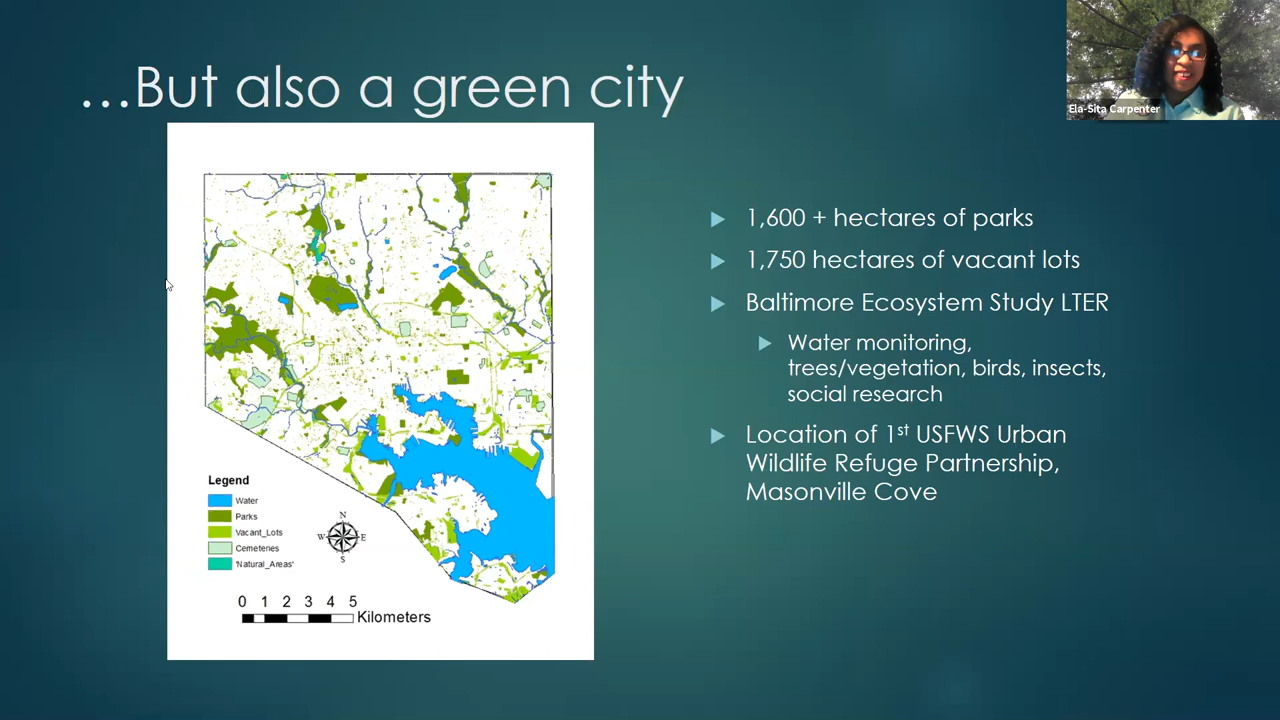 …But also a green city
Ela-Sita Carpenter
1,600 + hectares of parks
1,750 hectares of vacant lots
Baltimore Ecosystem Study LTER
Water monitoring,
trees/vegetation, birds, insects,
social research
Location of 1st USFWS Urban
Wildlife Refuge Partnership,
Masonville Cove
Legend
Water
Parks
Vacant_Lots
Cemeteries
'Natural_Areas'
N
W E
S
0 1 2 3 4 5
Kilometers